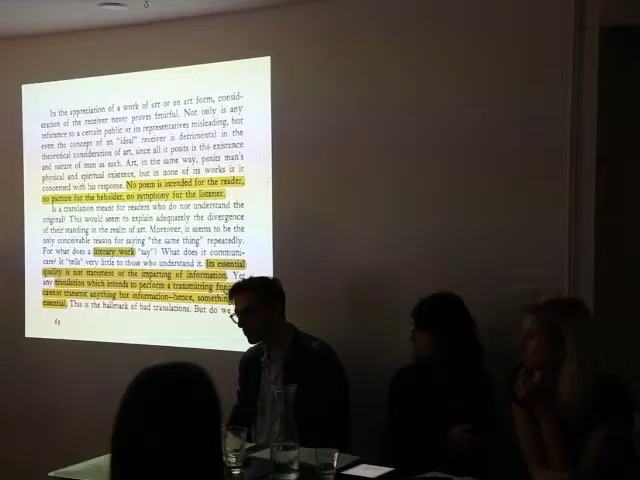 In the appreciation of a work of art or an art form, consid-
eration of the receiver never proves fruitful. Not only is any
reference to a certain public or its representatives misleading, but
even the concept of an "ideal" receiver is detrimental in the
theoretical consideration of art, since all it posits is the existence
and nature of man as such. Art, in the same way, posits man's
physical and spiritual existence, but in none of its works is it
concerned with his response. No poem is intended for the reader,
no picture for the beholder, no symphony for the listener.
Is a translation meant for readers who do not understand the
original? This would seem to explain adequately the divergence
of their standing in the realm of art. Moreover, it seems to be the
only conceivable reason for saying "the same thing" repeatedly.
For what does a literary work "say"? What does it communi-
cate? It "tells" very little to those who understand it. Its essential
quality is not statement or the imparting of information. Yet
any translation which intends to perform a transmitting func
cannot transmit anything but information—hence, something
essential. This is the hallmark of bad translations. But do we
69